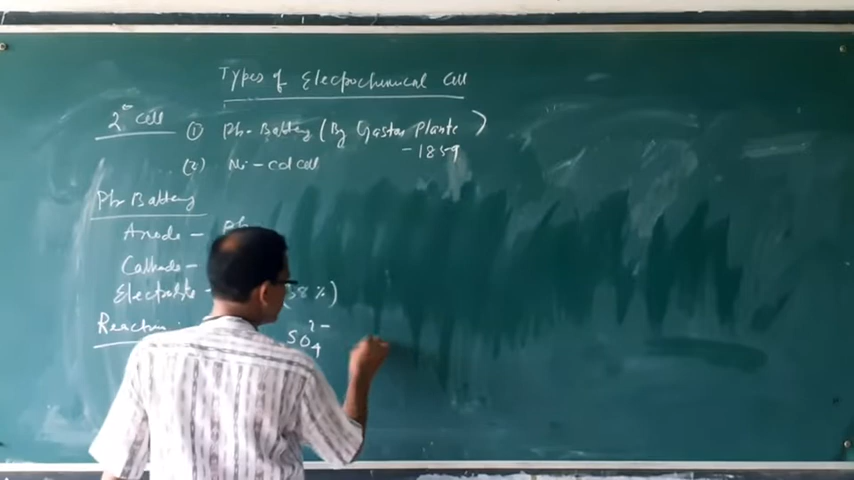 Types of Electrochemical Cell
2° Cell ① Pb-Battery (By Gaston Plante)
- 1859
(2) Ni-Cd Cell
Pb Battery
Anode - Pb
Cathode -
Electrolyte - (38%)
Reaction
SO₄²⁻